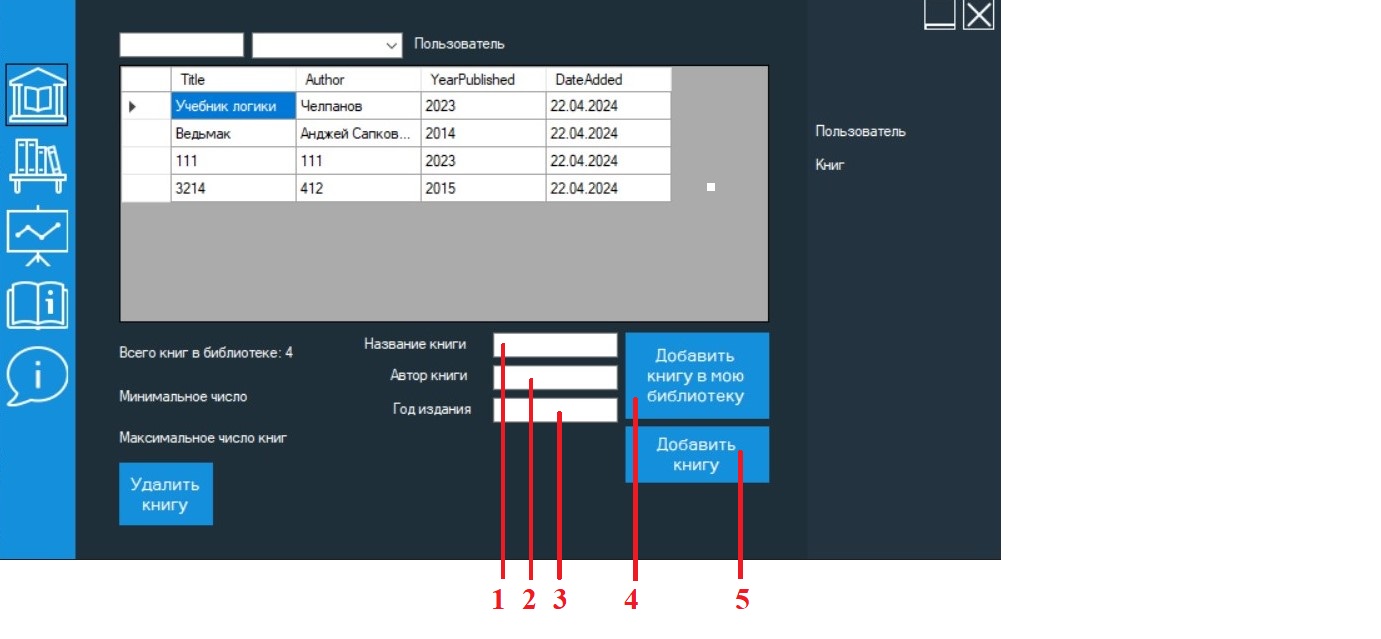 Пользователь
Title Author YearPublished DateAdded
Учебник логики Челпанов 2023 22.04.2024
Ведьмак Анджей Сапков... 2014 22.04.2024
111 111 2023 22.04.2024
3214 412 2015 22.04.2024
Пользователь
Книг
Всего книг в библиотеке: 4
Минимальное число
Максимальное число книг
Удалить
книгу
Название книги
Автор книги
Год издания
Добавить
книгу в мою
библиотеку
Добавить
книгу
1 2 3 4 5